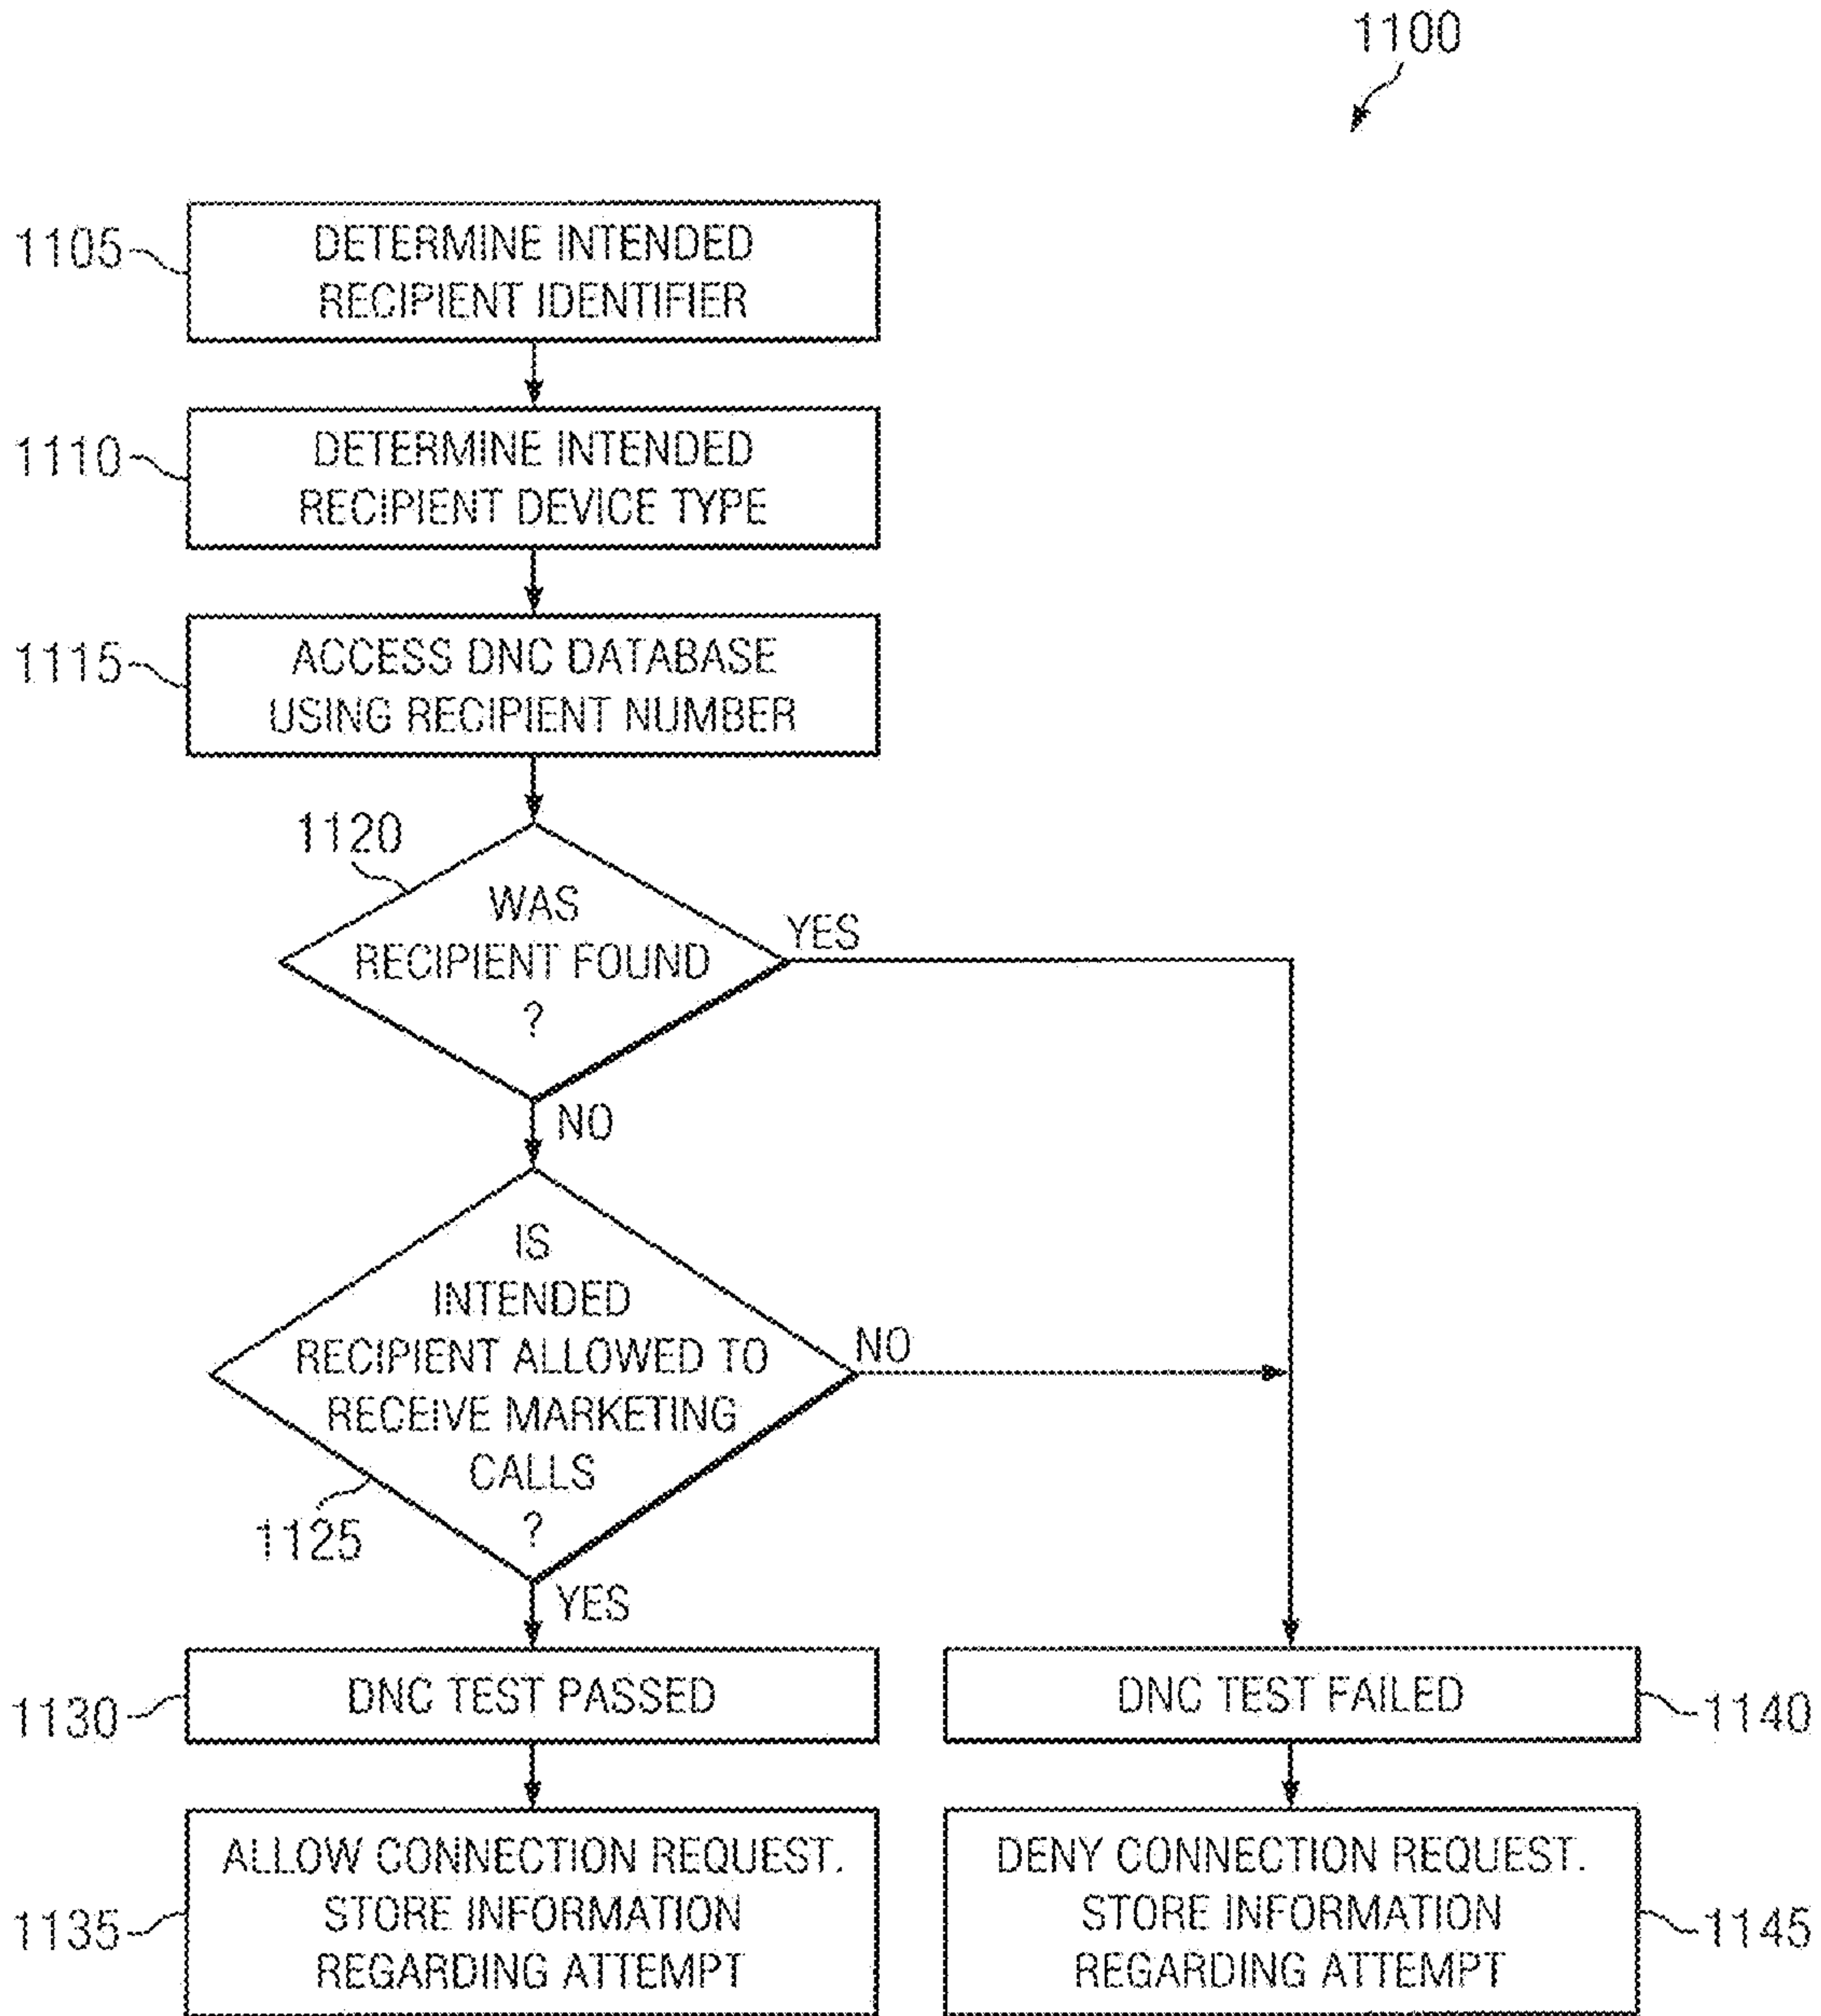 1100
1105
DETERMINE INTENDED
RECIPIENT IDENTIFIER
1110
DETERMINE INTENDED
RECIPIENT DEVICE TYPE
1115
ACCESS DNC DATABASE
USING RECIPIENT NUMBER
1120
WAS
RECIPIENT FOUND
?
YES
NO
IS
INTENDED
RECIPIENT ALLOWED TO
RECEIVE MARKETING
CALLS
?
NO
1125
YES
1130
DNC TEST PASSED
DNC TEST FAILED
1140
1135
ALLOW CONNECTION REQUEST.
STORE INFORMATION
REGARDING ATTEMPT
DENY CONNECTION REQUEST.
STORE INFORMATION
REGARDING ATTEMPT
1145